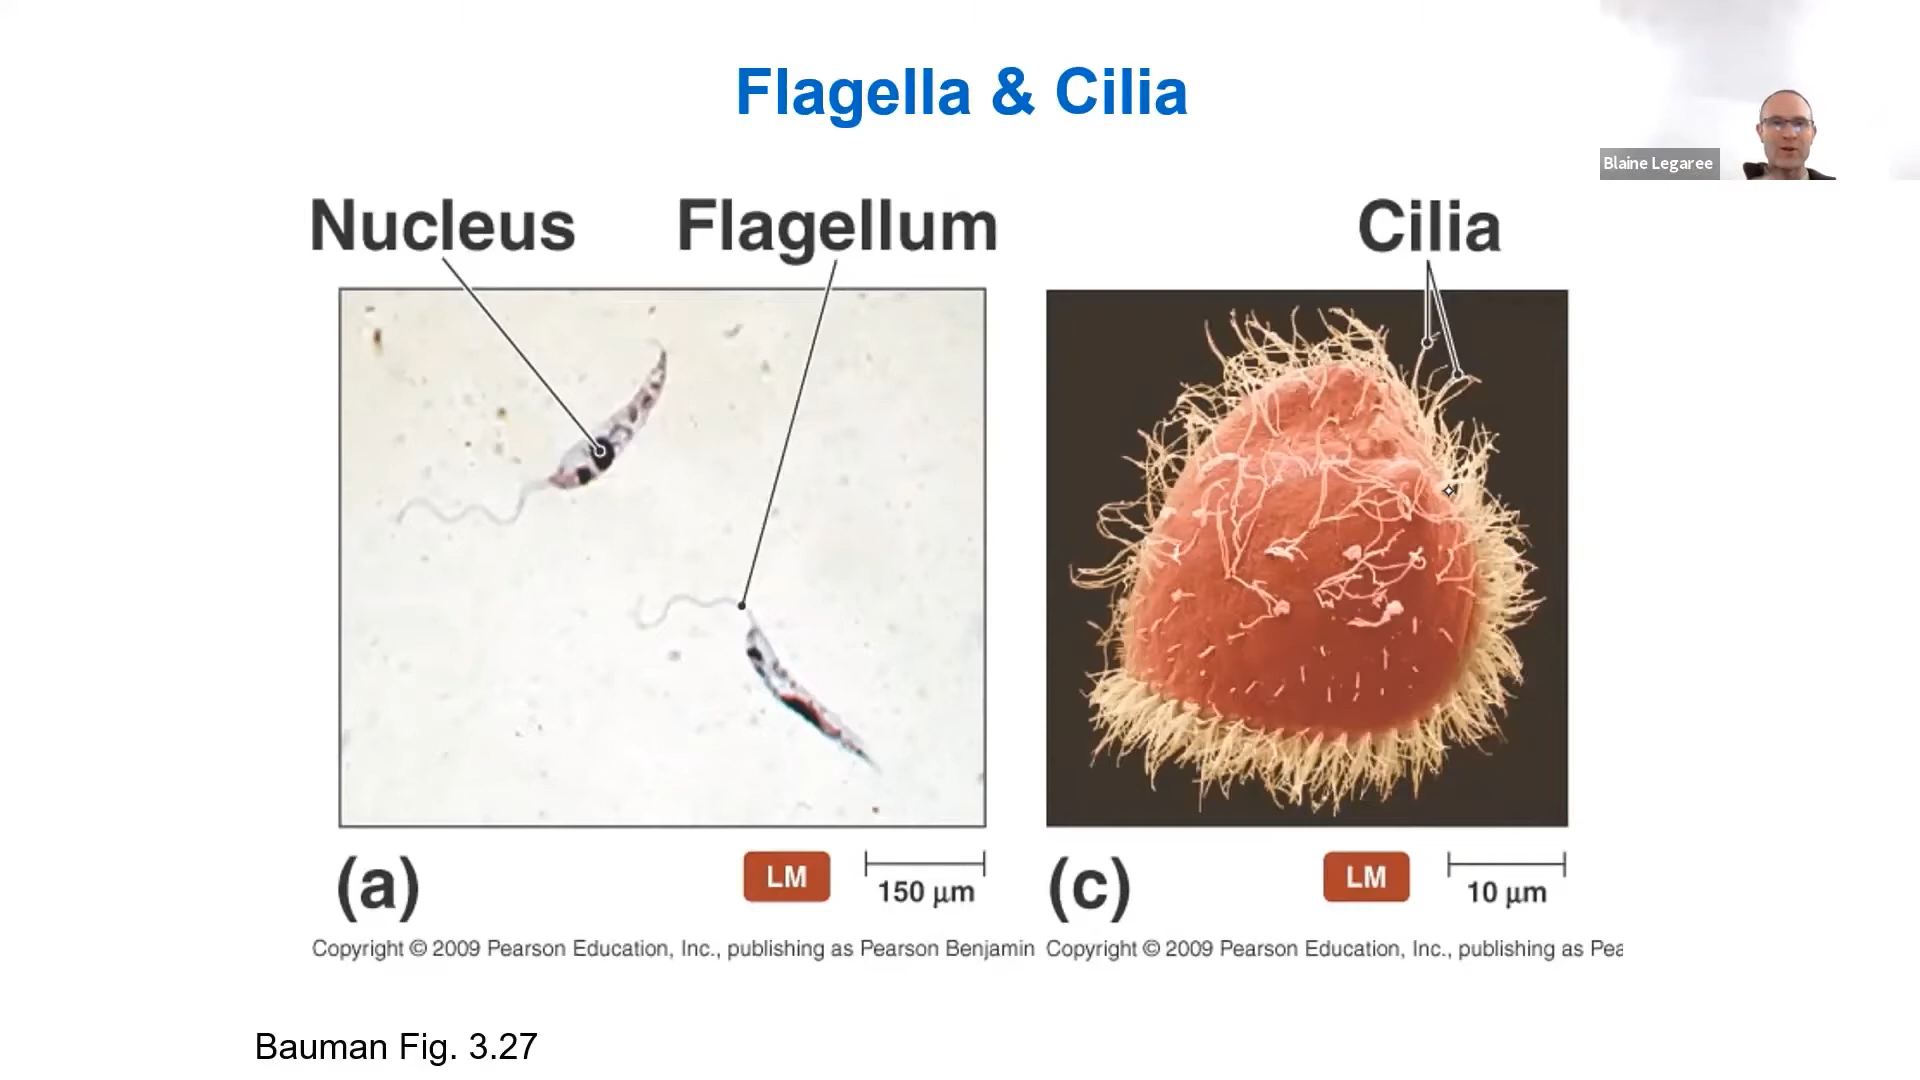 Flagella & Cilia
Blaine Legaree
Nucleus
Flagellum
Cilia
(a)
LM
150 µm
(c)
LM
10 µm
Copyright © 2009 Pearson Education, Inc., publishing as Pearson Benjamin
Copyright © 2009 Pearson Education, Inc., publishing as Pea
Bauman Fig. 3.27